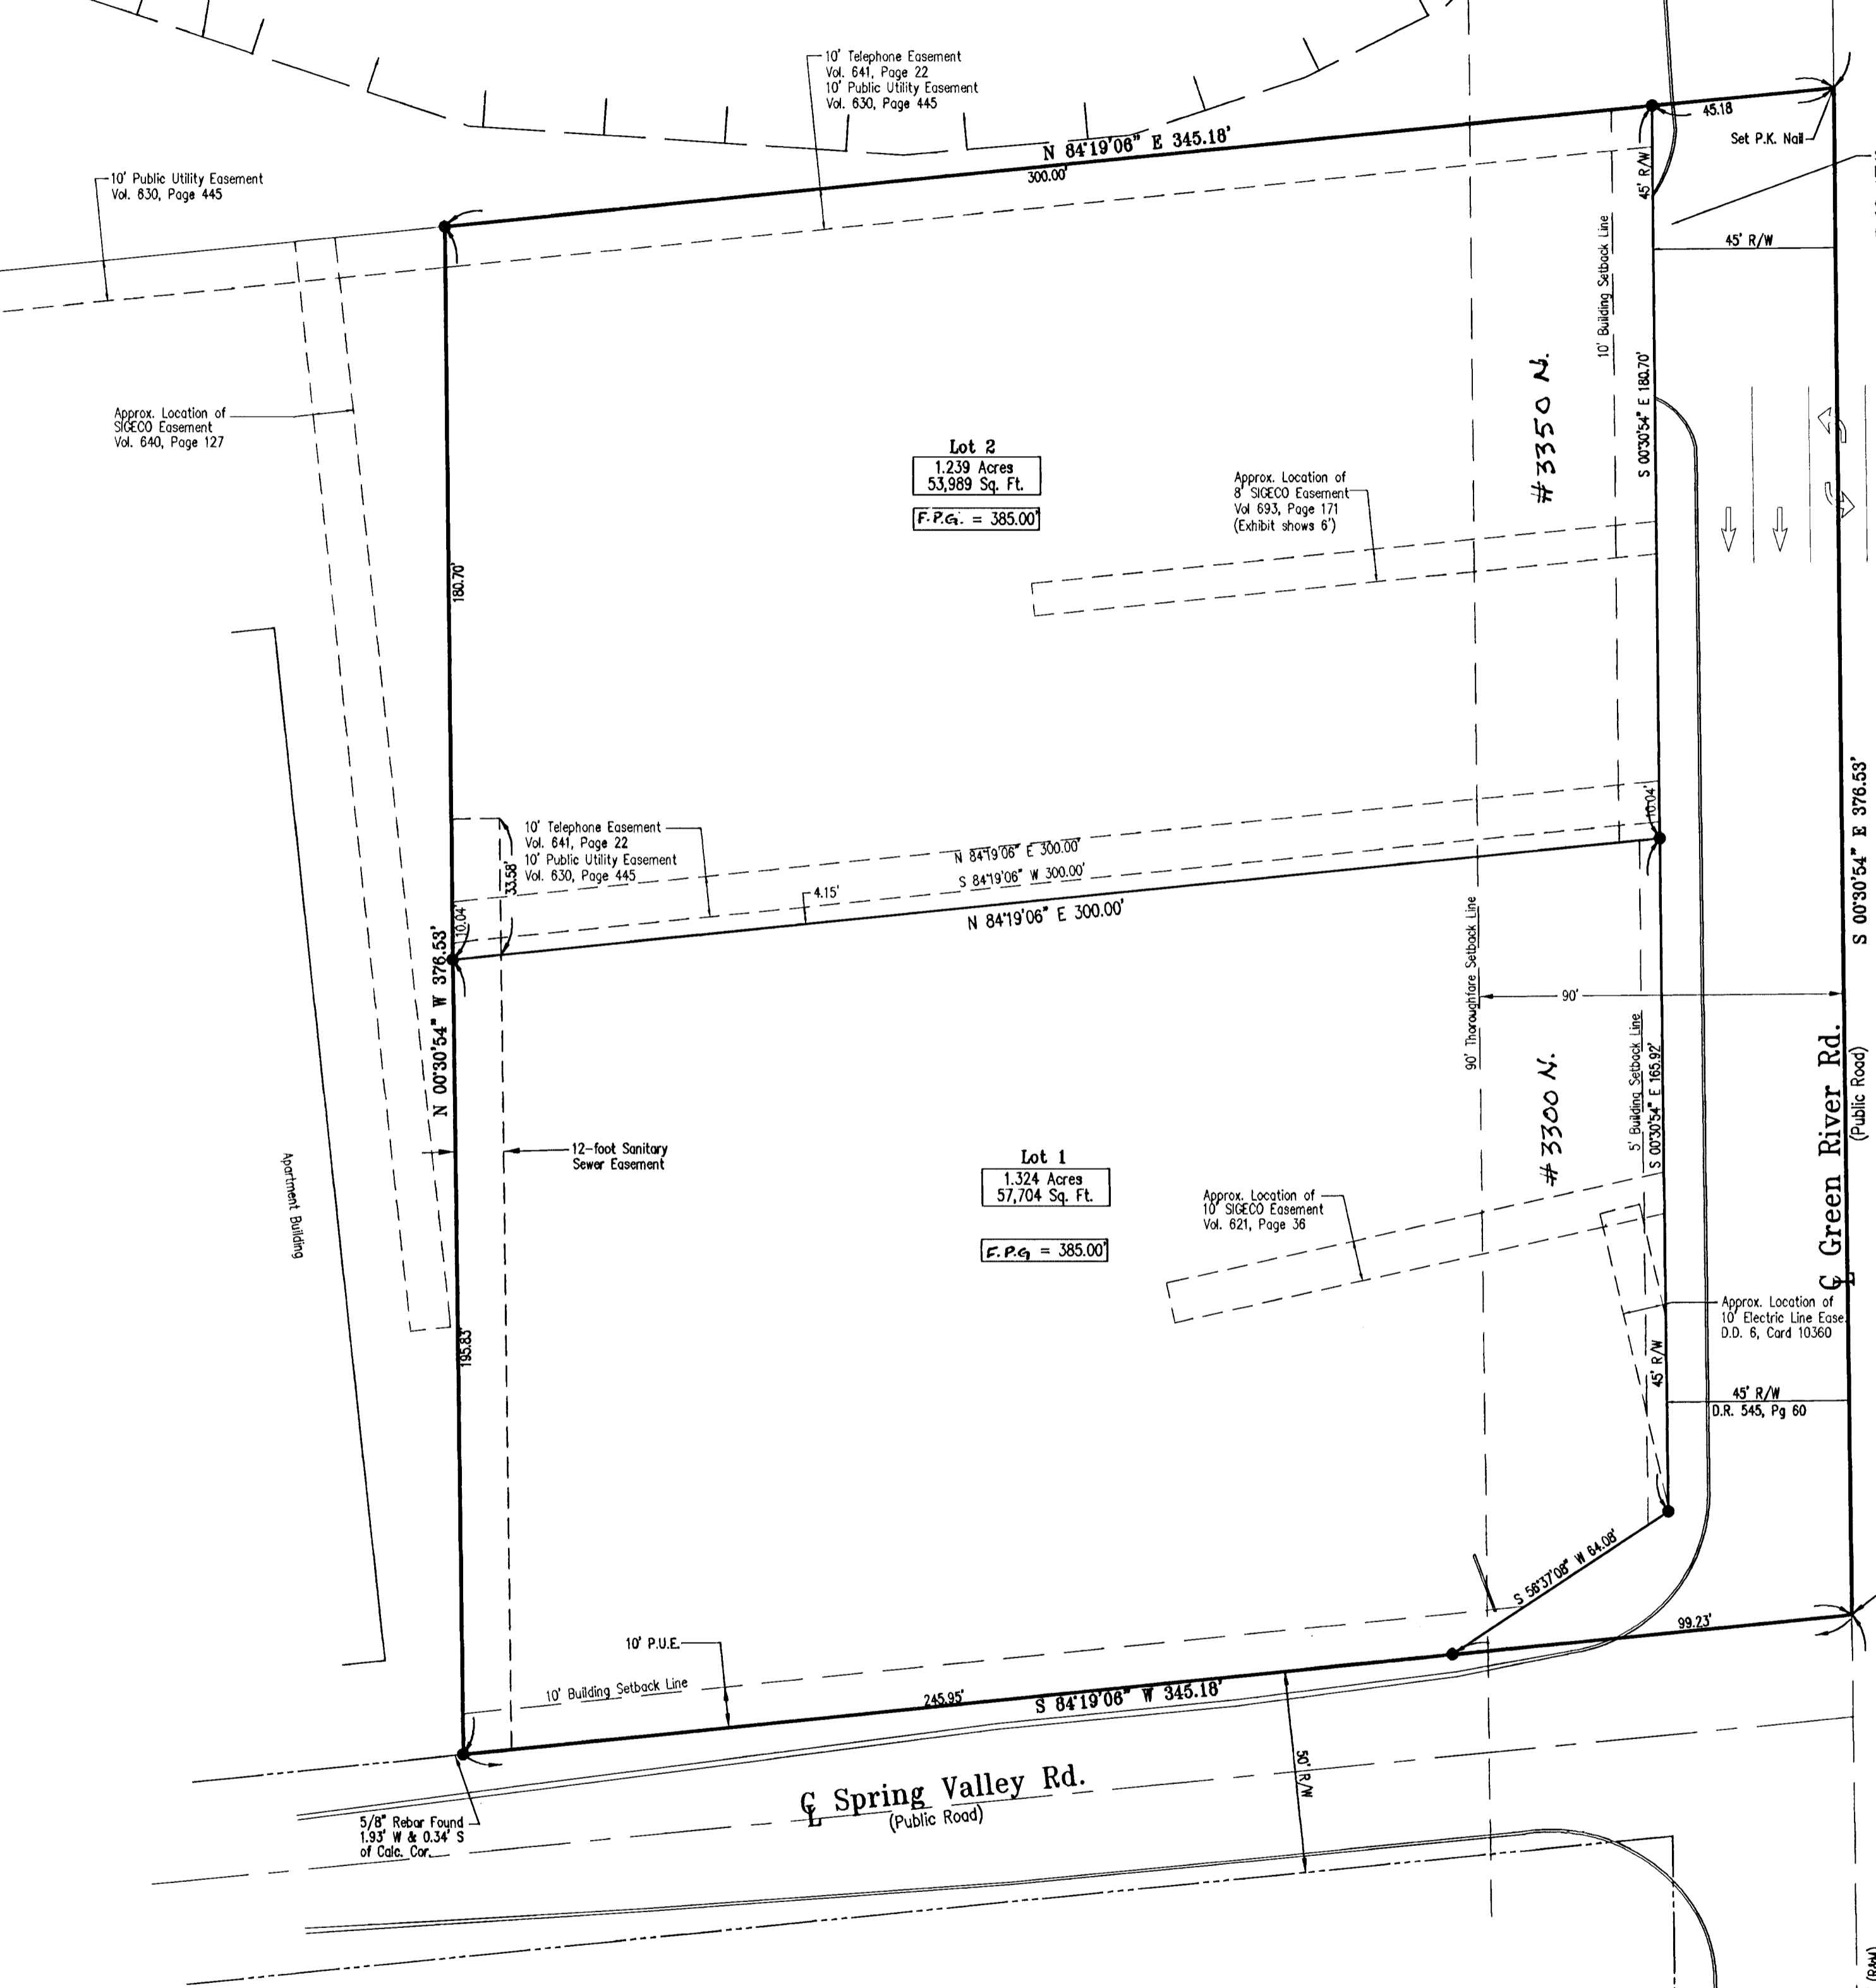 10' Telephone Easement
Vol. 641, Page 22
10' Public Utility Easement
Vol. 630, Page 445
N 84°19'06" E 345.18'
300.00'
45.18
Set P.K. Nail
10' Public Utility Easement
Vol. 630, Page 445
45' R/W
45' R/W
10' Building Setback Line
Approx. Location of
SIGECO Easement
Vol. 640, Page 127
#3350 N.
S 00°30'54" E 180.70'
Lot 2
1.239 Acres
53,989 Sq. Ft.
F.P.G. = 385.00'
Approx. Location of
8' SIGECO Easement
Vol 693, Page 171
(Exhibit shows 6')
180.70'
10' Telephone Easement
Vol. 641, Page 22
10' Public Utility Easement
Vol. 630, Page 445
33.58'
10.04'
10.04'
N 84°19'06" E 300.00'
S 84°19'06" W 300.00'
4.15'
N 84°19'06" E 300.00'
N 00°30'54" W 376.53'
S 00°30'54" E 376.53'
90' Thoroughfare Setback Line
90'
5' Building Setback Line
S 00°30'54" E 165.92'
#3300 N.
℄ Green River Rd.
(Public Road)
12-foot Sanitary
Sewer Easement
Apartment Building
Lot 1
1.324 Acres
57,704 Sq. Ft.
F.P.G = 385.00'
Approx. Location of
10' SIGECO Easement
Vol. 621, Page 36
Approx. Location of
10' Electric Line Ease.
D.D. 6, Card 10360
195.83'
45' R/W
45' R/W
D.R. 545, Pg 60
S 56°37'08" W 64.08'
99.23'
10' P.U.E.
10' Building Setback Line
245.95'
S 84°19'06" W 345.18'
50' R/W
℄ Spring Valley Rd.
(Public Road)
5/8" Rebar Found
1.93' W & 0.34' S
of Calc. Cor.